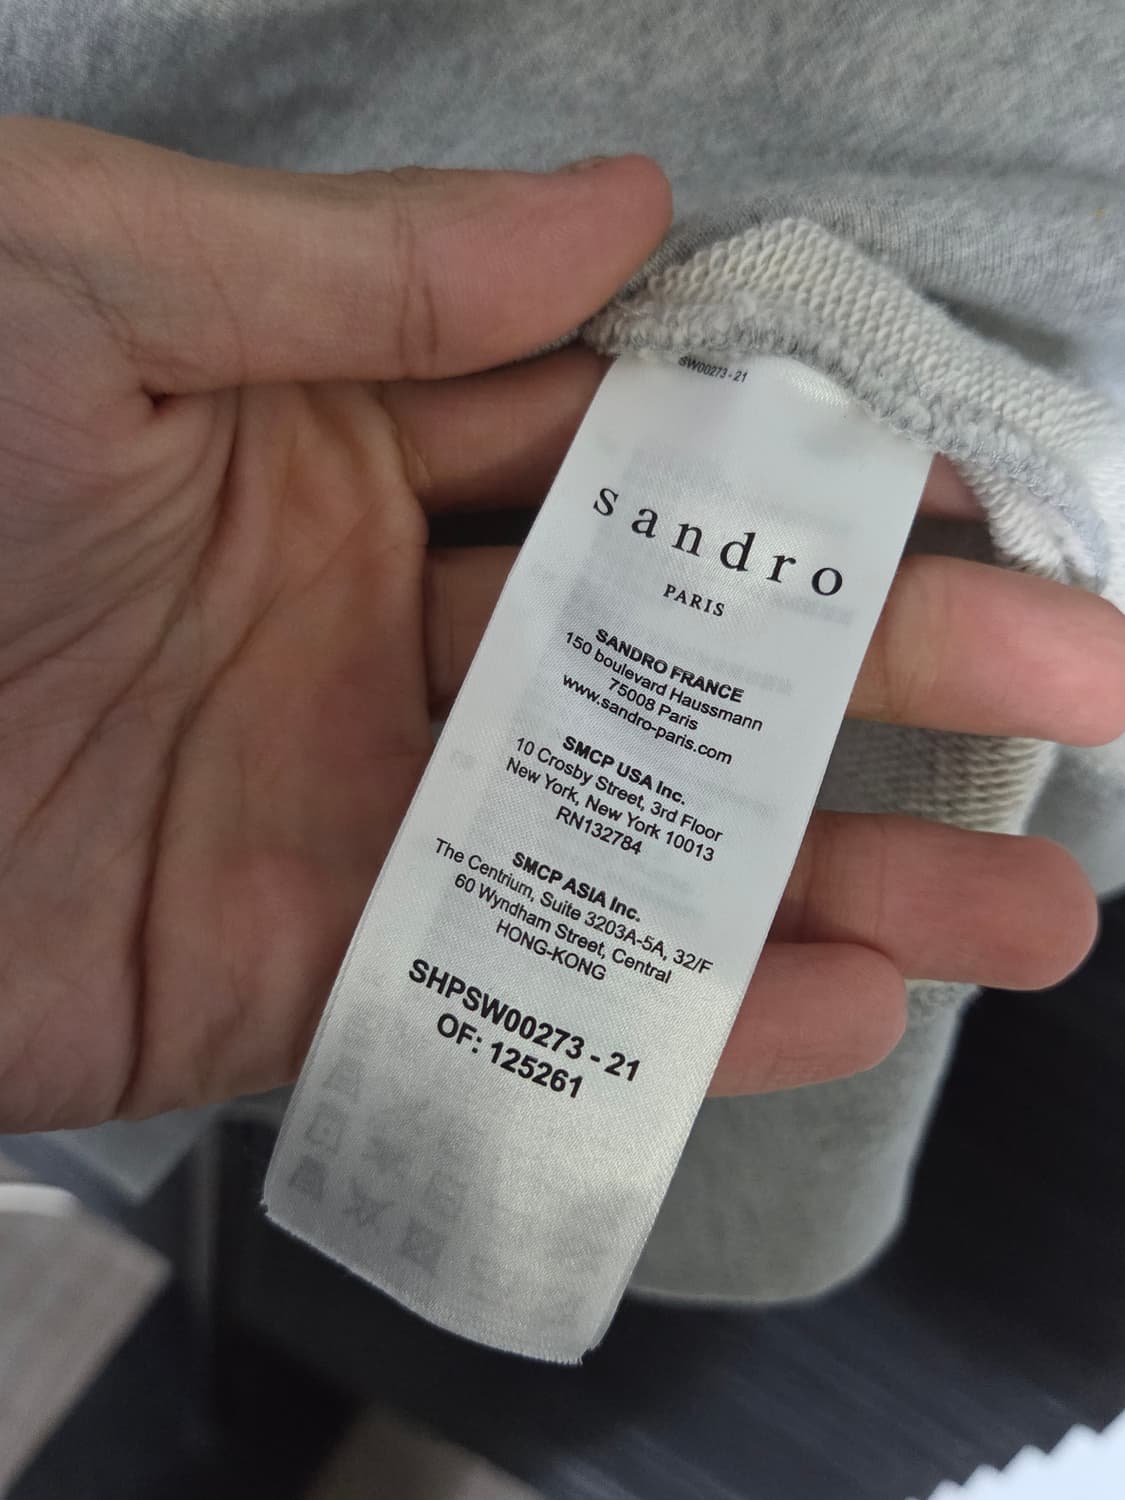 SW00273 - 21
sandro
PARIS
SANDRO FRANCE
150 boulevard Haussmann
75008 Paris
www.sandro-paris.com
SMCP USA Inc.
10 Crosby Street, 3rd Floor
New York, New York 10013
RN132784
SMCP ASIA Inc.
The Centrium, Suite 3203A-5A, 32/F
60 Wyndham Street, Central
HONG-KONG
SHPSW00273 - 21
OF: 125261